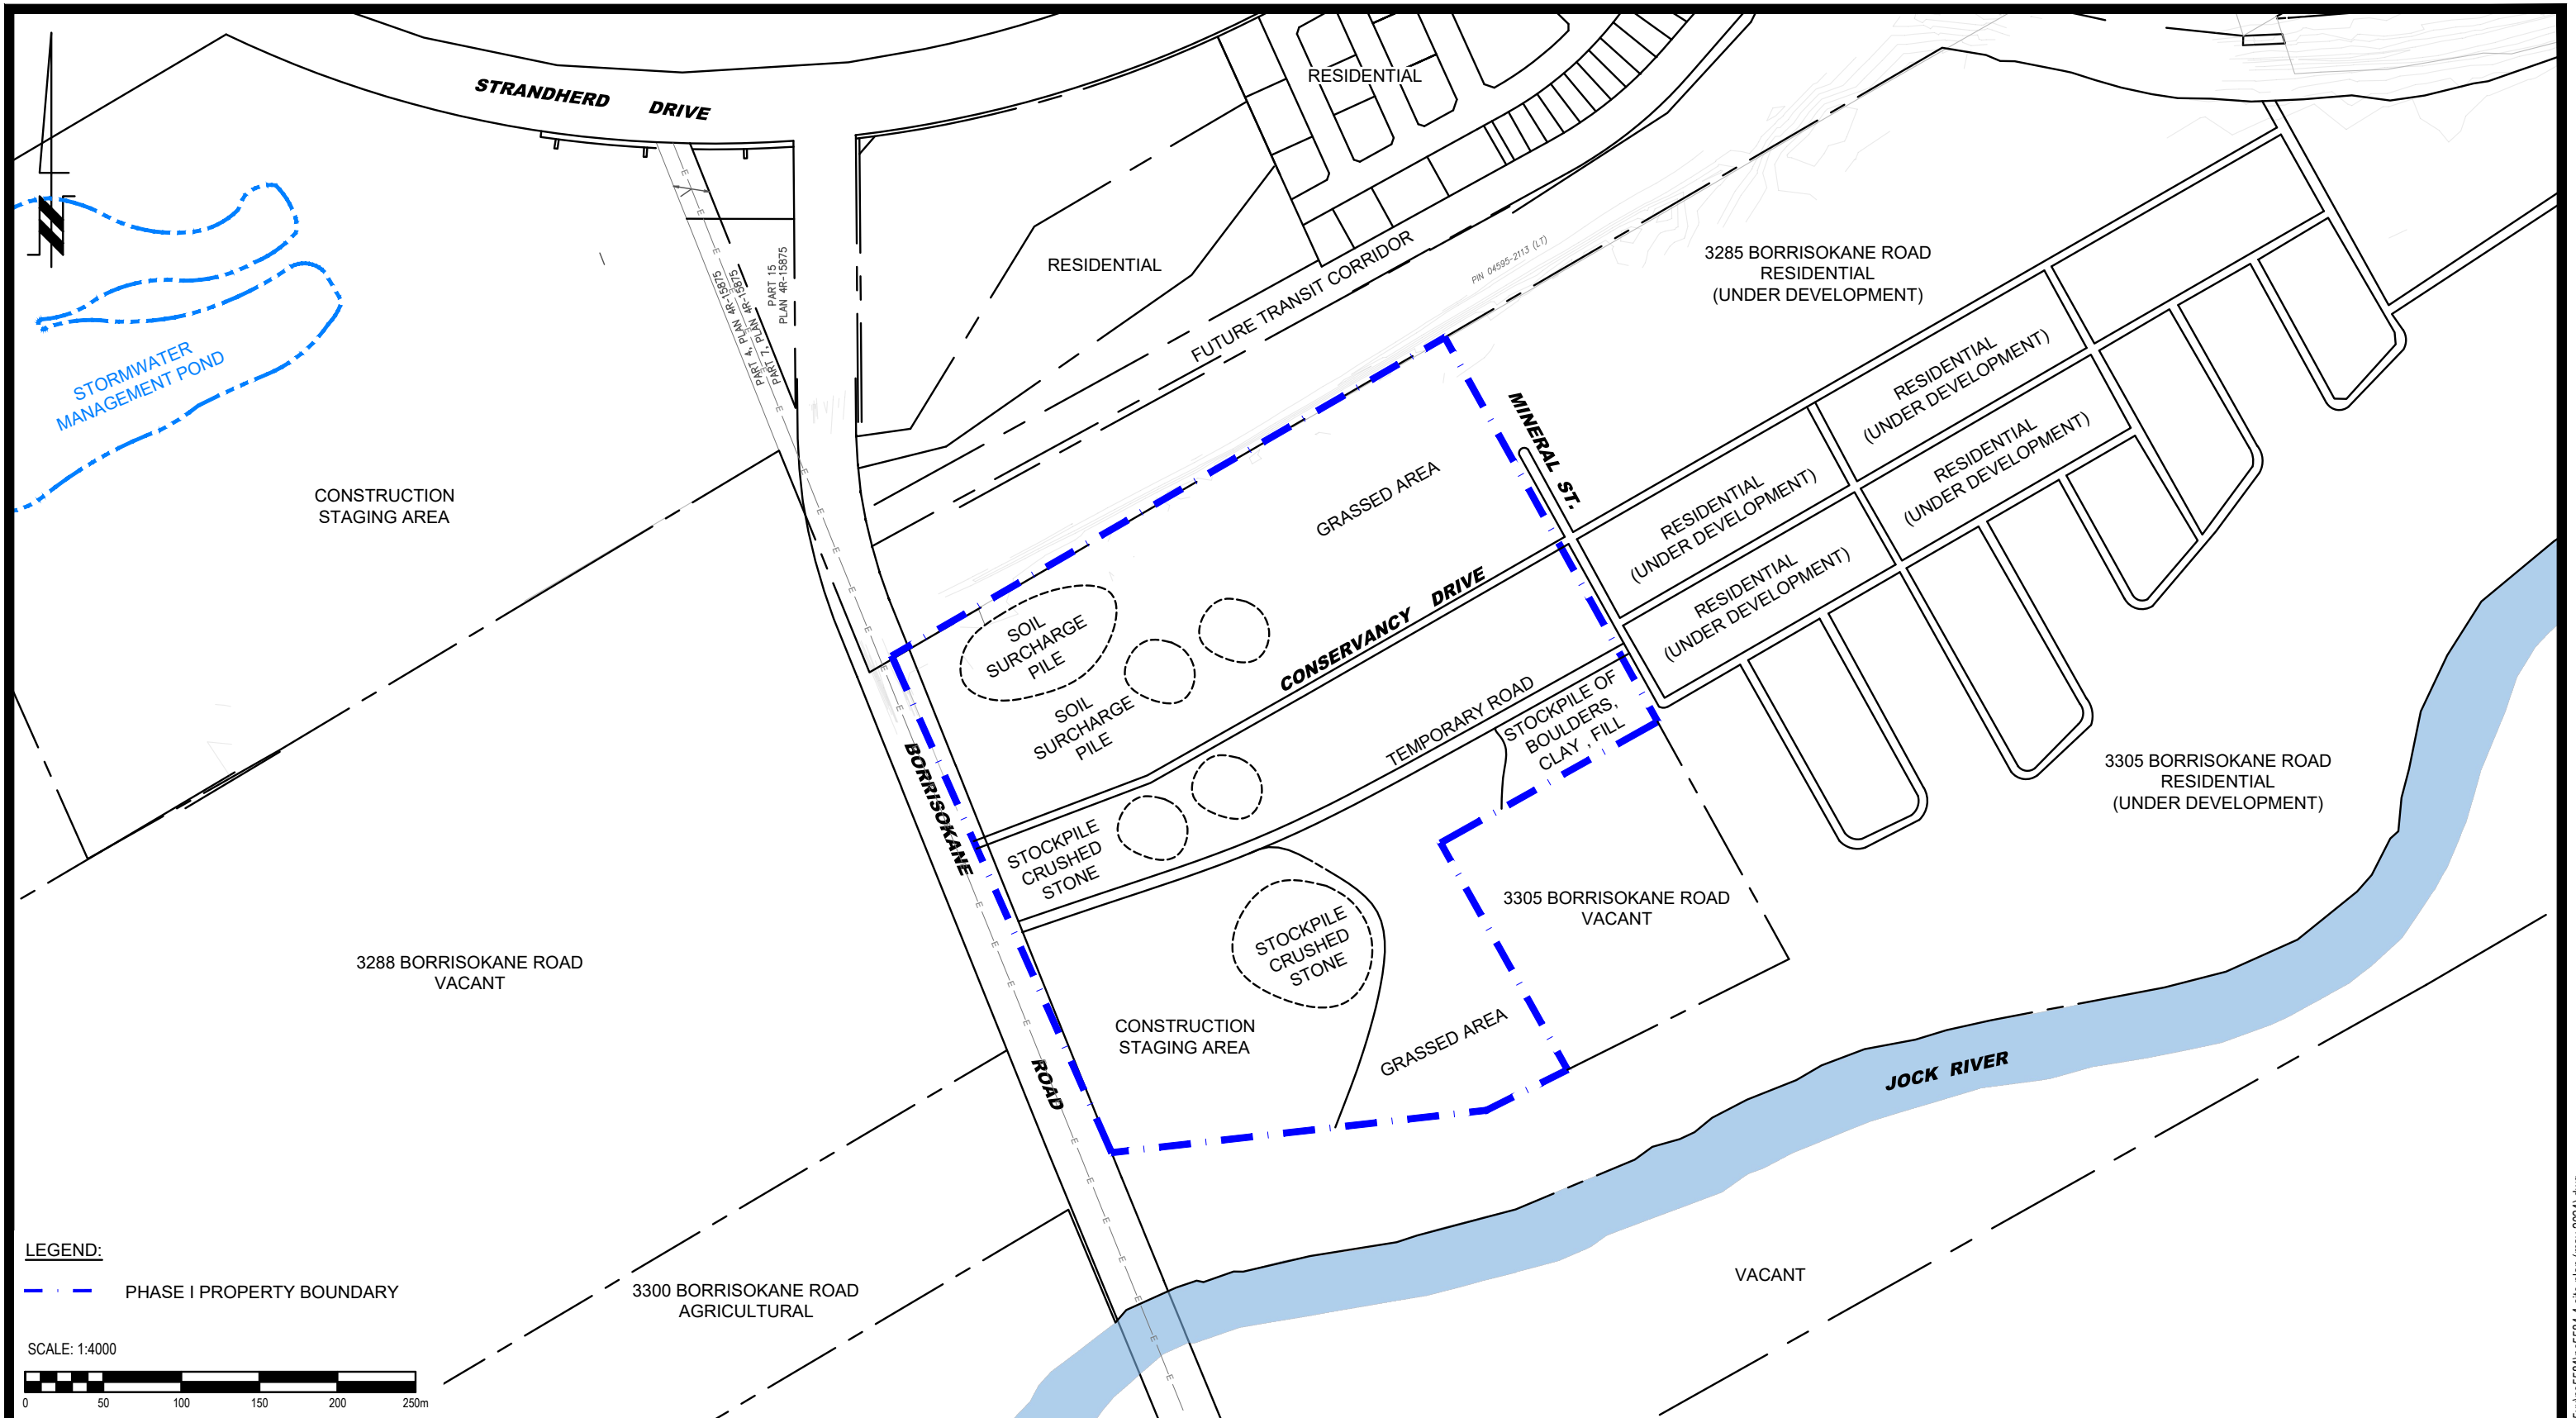 STRANDHERD DRIVE
RESIDENTIAL
RESIDENTIAL
FUTURE TRANSIT CORRIDOR
PIN 04595-2113 (LT)
3285 BORRISOKANE ROAD
RESIDENTIAL
(UNDER DEVELOPMENT)
PART 4, PLAN 4R-15875
PART 7, PLAN 4R-15875
PART 15
PLAN 4R-15875
STORMWATER
MANAGEMENT POND
CONSTRUCTION
STAGING AREA
MINERAL ST.
GRASSED AREA
RESIDENTIAL
(UNDER DEVELOPMENT)
RESIDENTIAL
(UNDER DEVELOPMENT)
RESIDENTIAL
(UNDER DEVELOPMENT)
RESIDENTIAL
(UNDER DEVELOPMENT)
SOIL
SURCHARGE
PILE
SOIL
SURCHARGE
PILE
CONSERVANCY DRIVE
TEMPORARY ROAD
STOCKPILE OF
BOULDERS,
CLAY , FILL
BORRISOKANE ROAD
STOCKPILE
CRUSHED
STONE
3305 BORRISOKANE ROAD
RESIDENTIAL
(UNDER DEVELOPMENT)
3305 BORRISOKANE ROAD
VACANT
STOCKPILE
CRUSHED
STONE
3288 BORRISOKANE ROAD
VACANT
CONSTRUCTION
STAGING AREA
GRASSED AREA
JOCK RIVER
VACANT
3300 BORRISOKANE ROAD
AGRICULTURAL
LEGEND:
PHASE I PROPERTY BOUNDARY
SCALE: 1:4000
0 50 100 150 200 250m